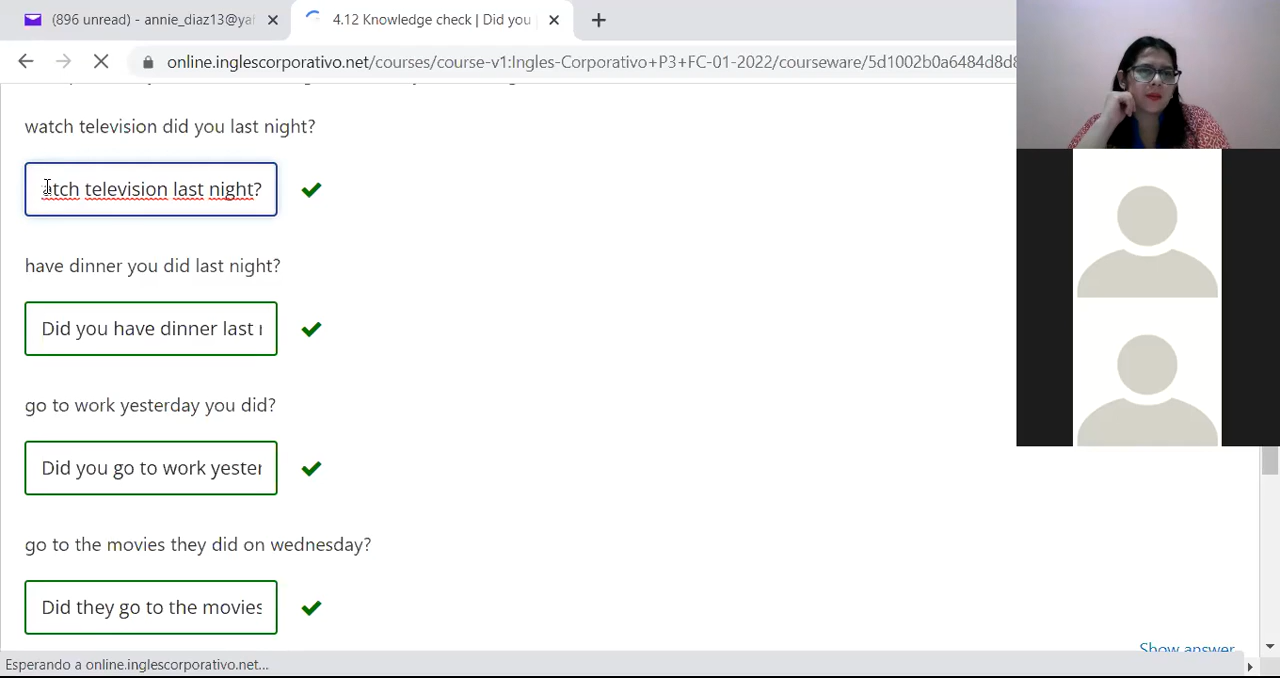 (896 unread) - annie_diaz13@ya
4.12 Knowledge check | Did you
online.inglescorporativo.net/courses/course-v1:Ingles-Corporativo+P3+FC-01-2022/courseware/5d1002b0a6484d8d8
watch television did you last night?
atch television last night?
have dinner you did last night?
Did you have dinner last
go to work yesterday you did?
Did you go to work yester
go to the movies they did on wednesday?
Did they go to the movies
Show answer
Esperando a online.inglescorporativo.net...